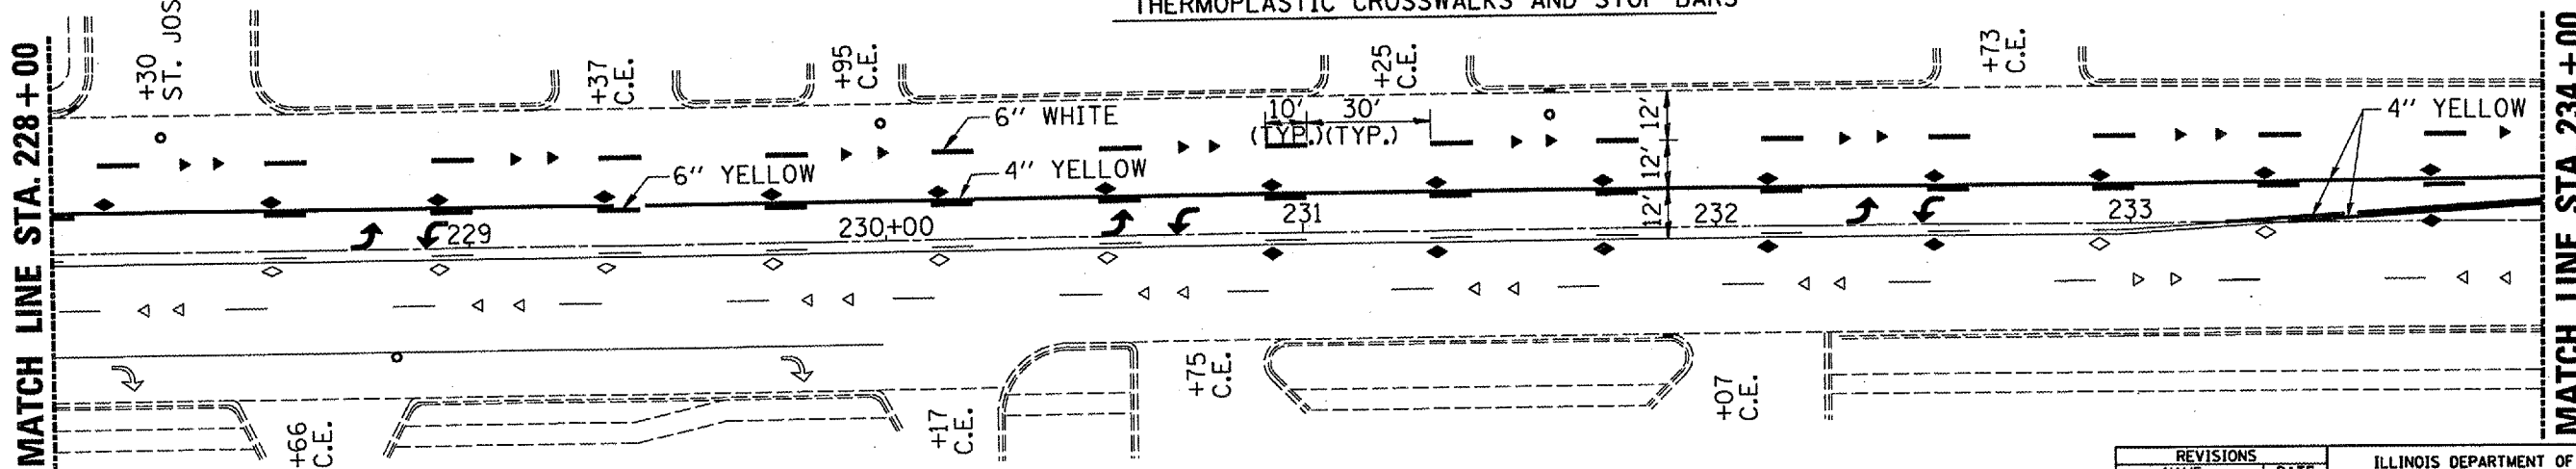 THERMOPLASTIC CROSSWALKS AND STOP BARS
MATCH LINE STA. 228+00
+30
ST. JOS
+37
C.E.
+95
C.E.
+25
C.E.
+73
C.E.
MATCH LINE STA. 234+00
6" WHITE
10'
(TYP.)
30'
(TYP.)
12'
12'
12'
4" YELLOW
6" YELLOW
4" YELLOW
229
230+00
231
232
233
+66
C.E.
+17
C.E.
+75
C.E.
+07
C.E.
REVISIONS
NAME
DATE
ILLINOIS DEPARTMENT OF